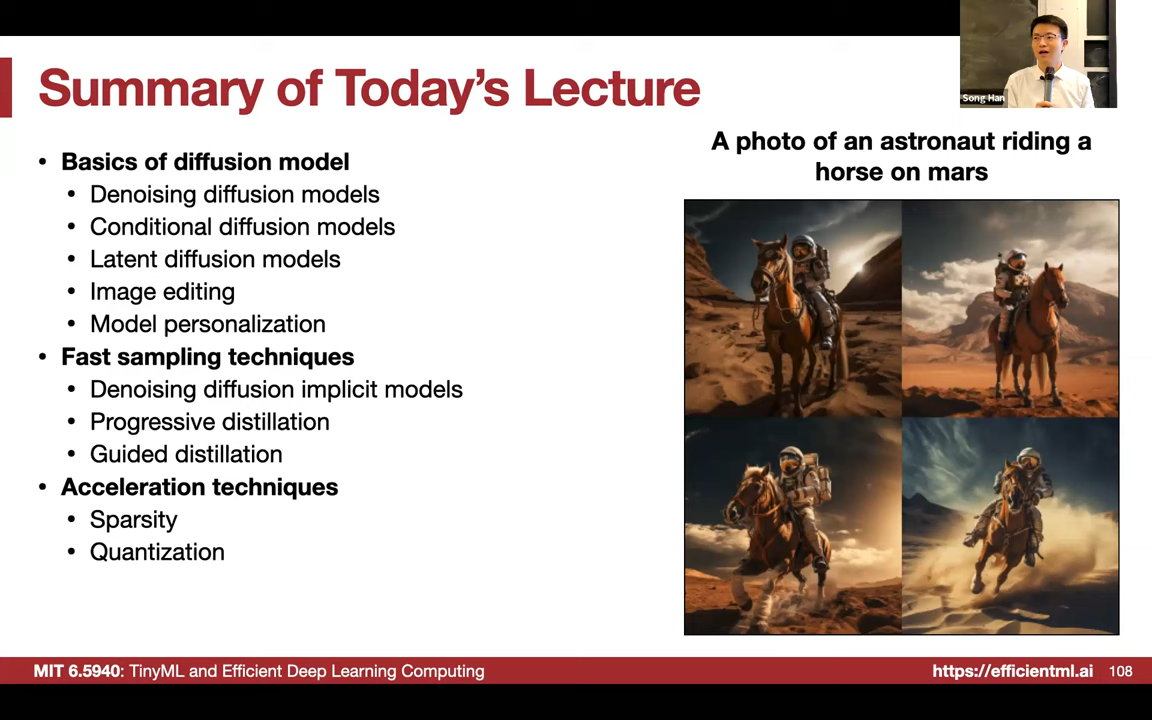 Summary of Today's Lecture
Song Han
• Basics of diffusion model
• Denoising diffusion models
• Conditional diffusion models
• Latent diffusion models
• Image editing
• Model personalization
• Fast sampling techniques
• Denoising diffusion implicit models
• Progressive distillation
• Guided distillation
• Acceleration techniques
• Sparsity
• Quantization
A photo of an astronaut riding a
horse on mars
MIT 6.5940: TinyML and Efficient Deep Learning Computing
https://efficientml.ai
108